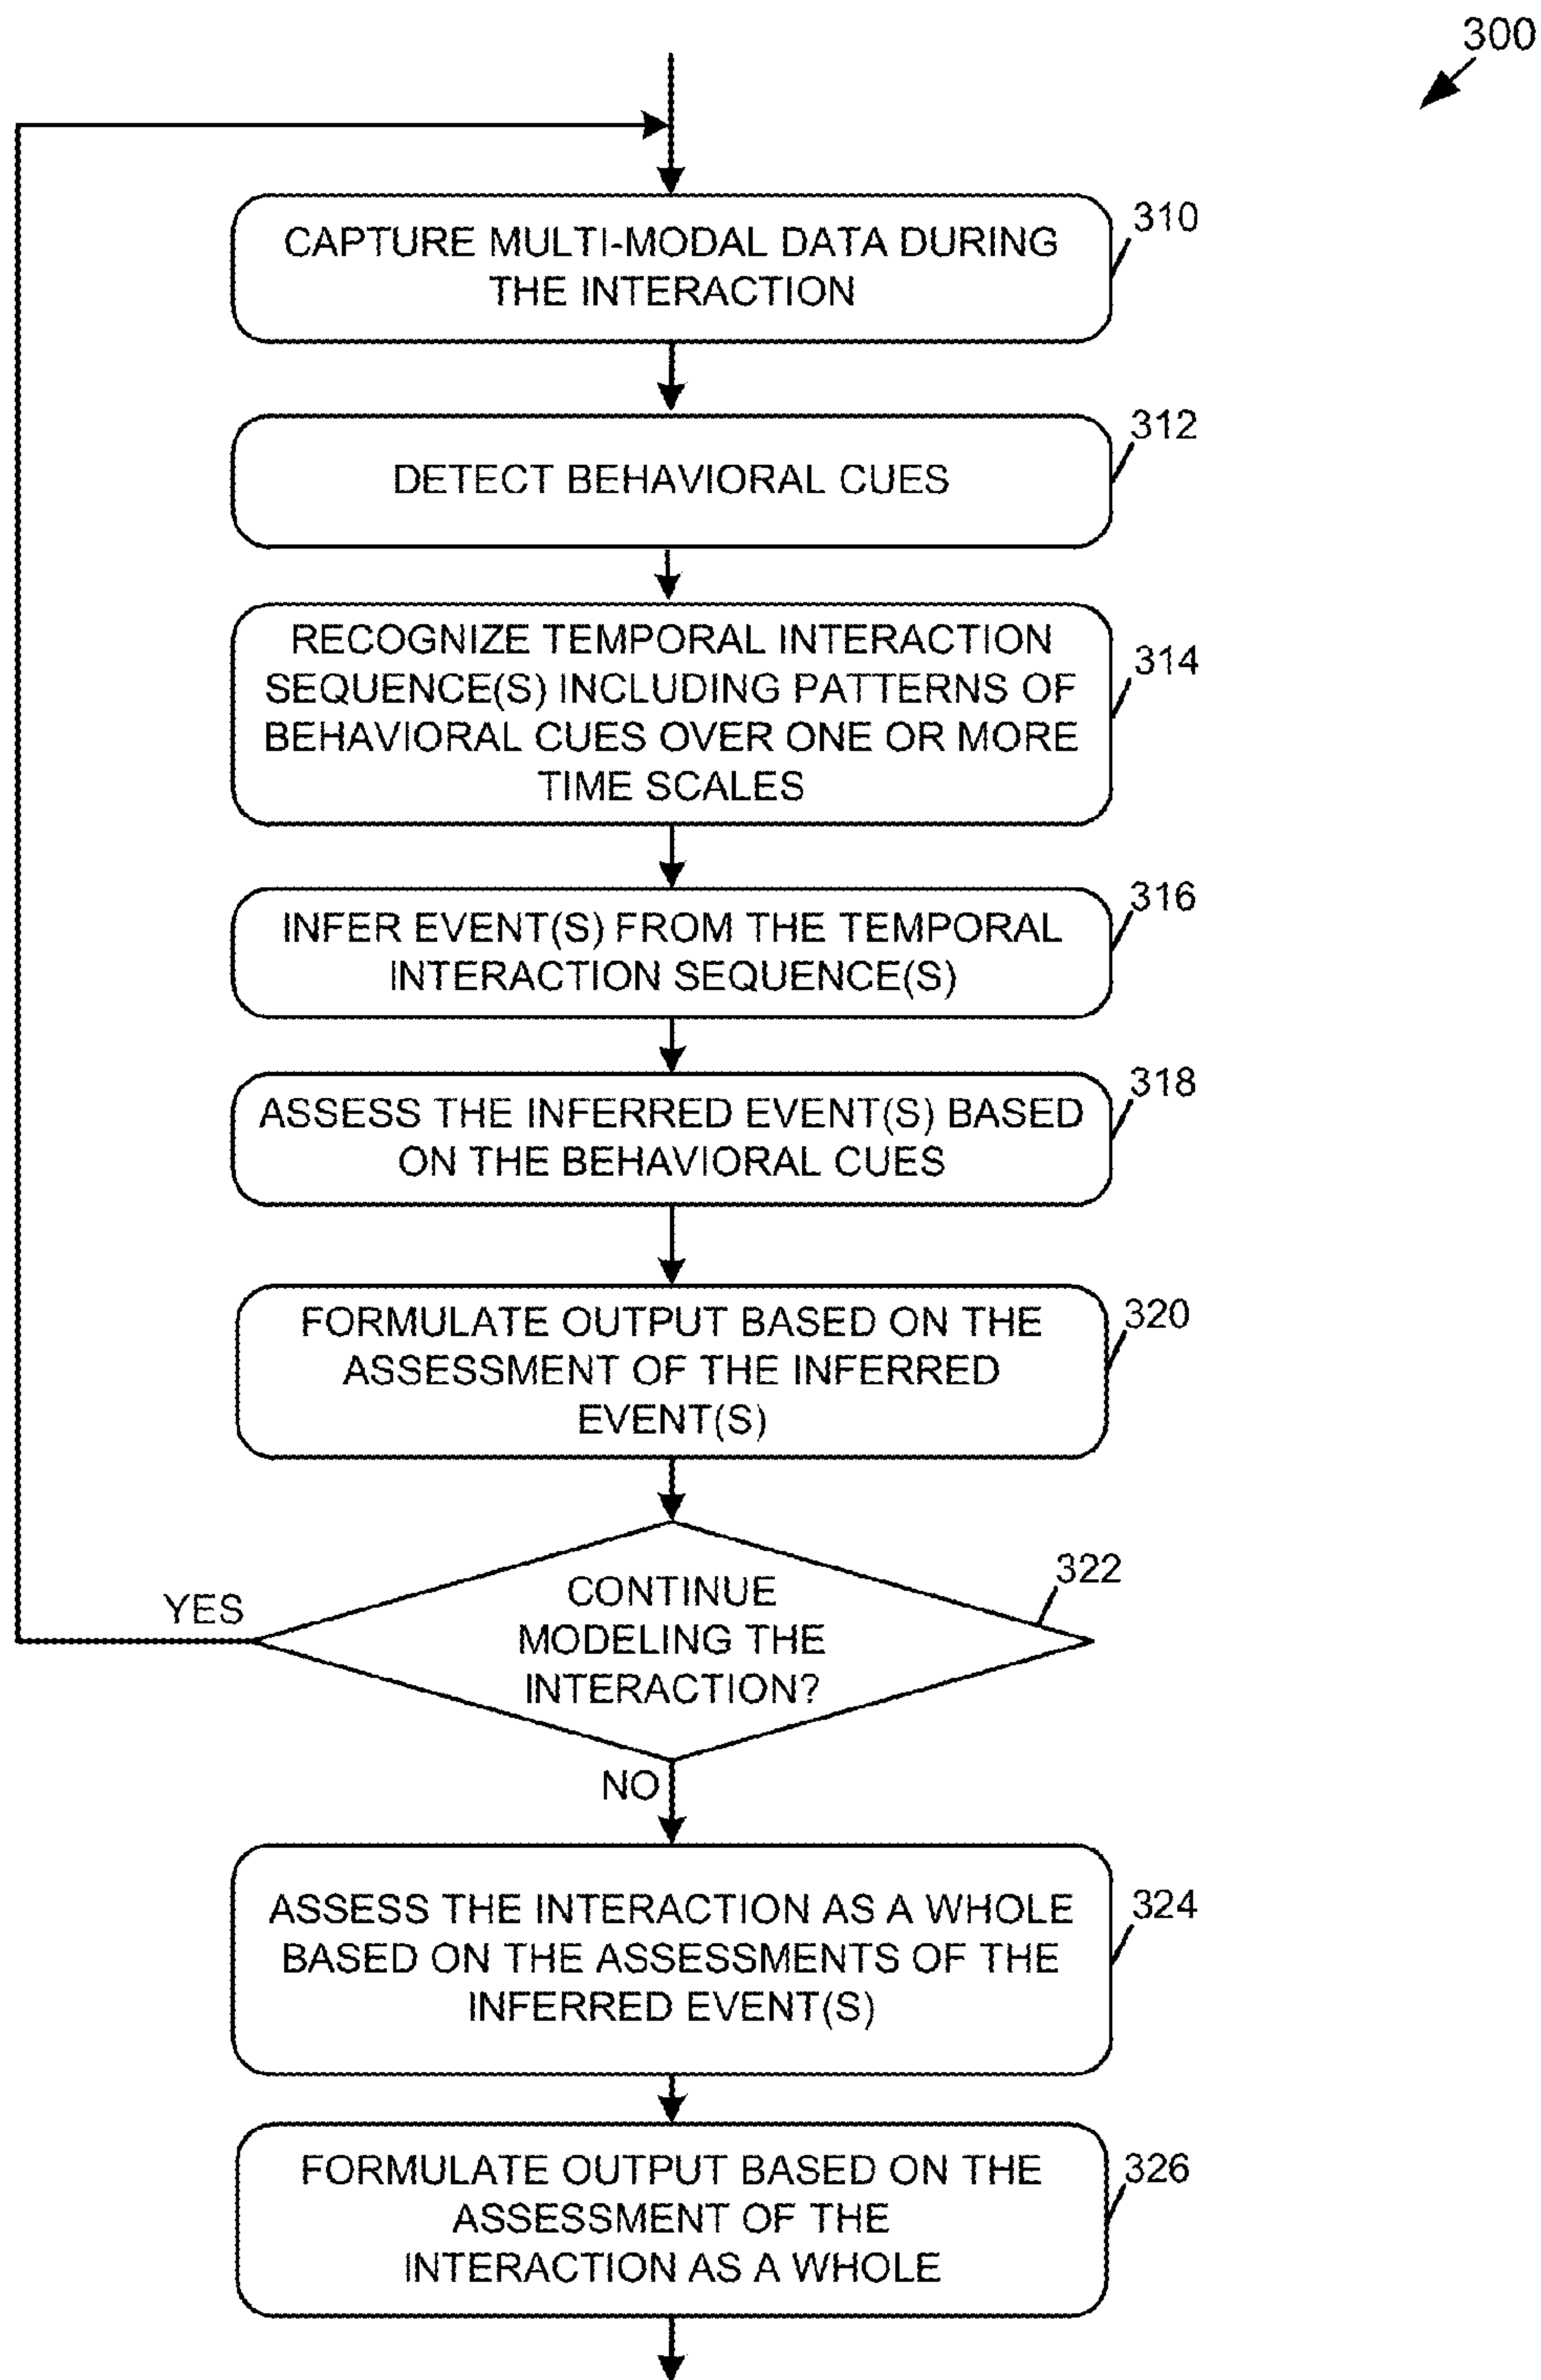 300
CAPTURE MULTI-MODAL DATA DURING
THE INTERACTION
310
DETECT BEHAVIORAL CUES
312
RECOGNIZE TEMPORAL INTERACTION
SEQUENCE(S) INCLUDING PATTERNS OF
BEHAVIORAL CUES OVER ONE OR MORE
TIME SCALES
314
INFER EVENT(S) FROM THE TEMPORAL
INTERACTION SEQUENCE(S)
316
ASSESS THE INFERRED EVENT(S) BASED
ON THE BEHAVIORAL CUES
318
FORMULATE OUTPUT BASED ON THE
ASSESSMENT OF THE INFERRED
EVENT(S)
320
CONTINUE
MODELING THE
INTERACTION?
322
YES
NO
ASSESS THE INTERACTION AS A WHOLE
BASED ON THE ASSESSMENTS OF THE
INFERRED EVENT(S)
324
FORMULATE OUTPUT BASED ON THE
ASSESSMENT OF THE
INTERACTION AS A WHOLE
326